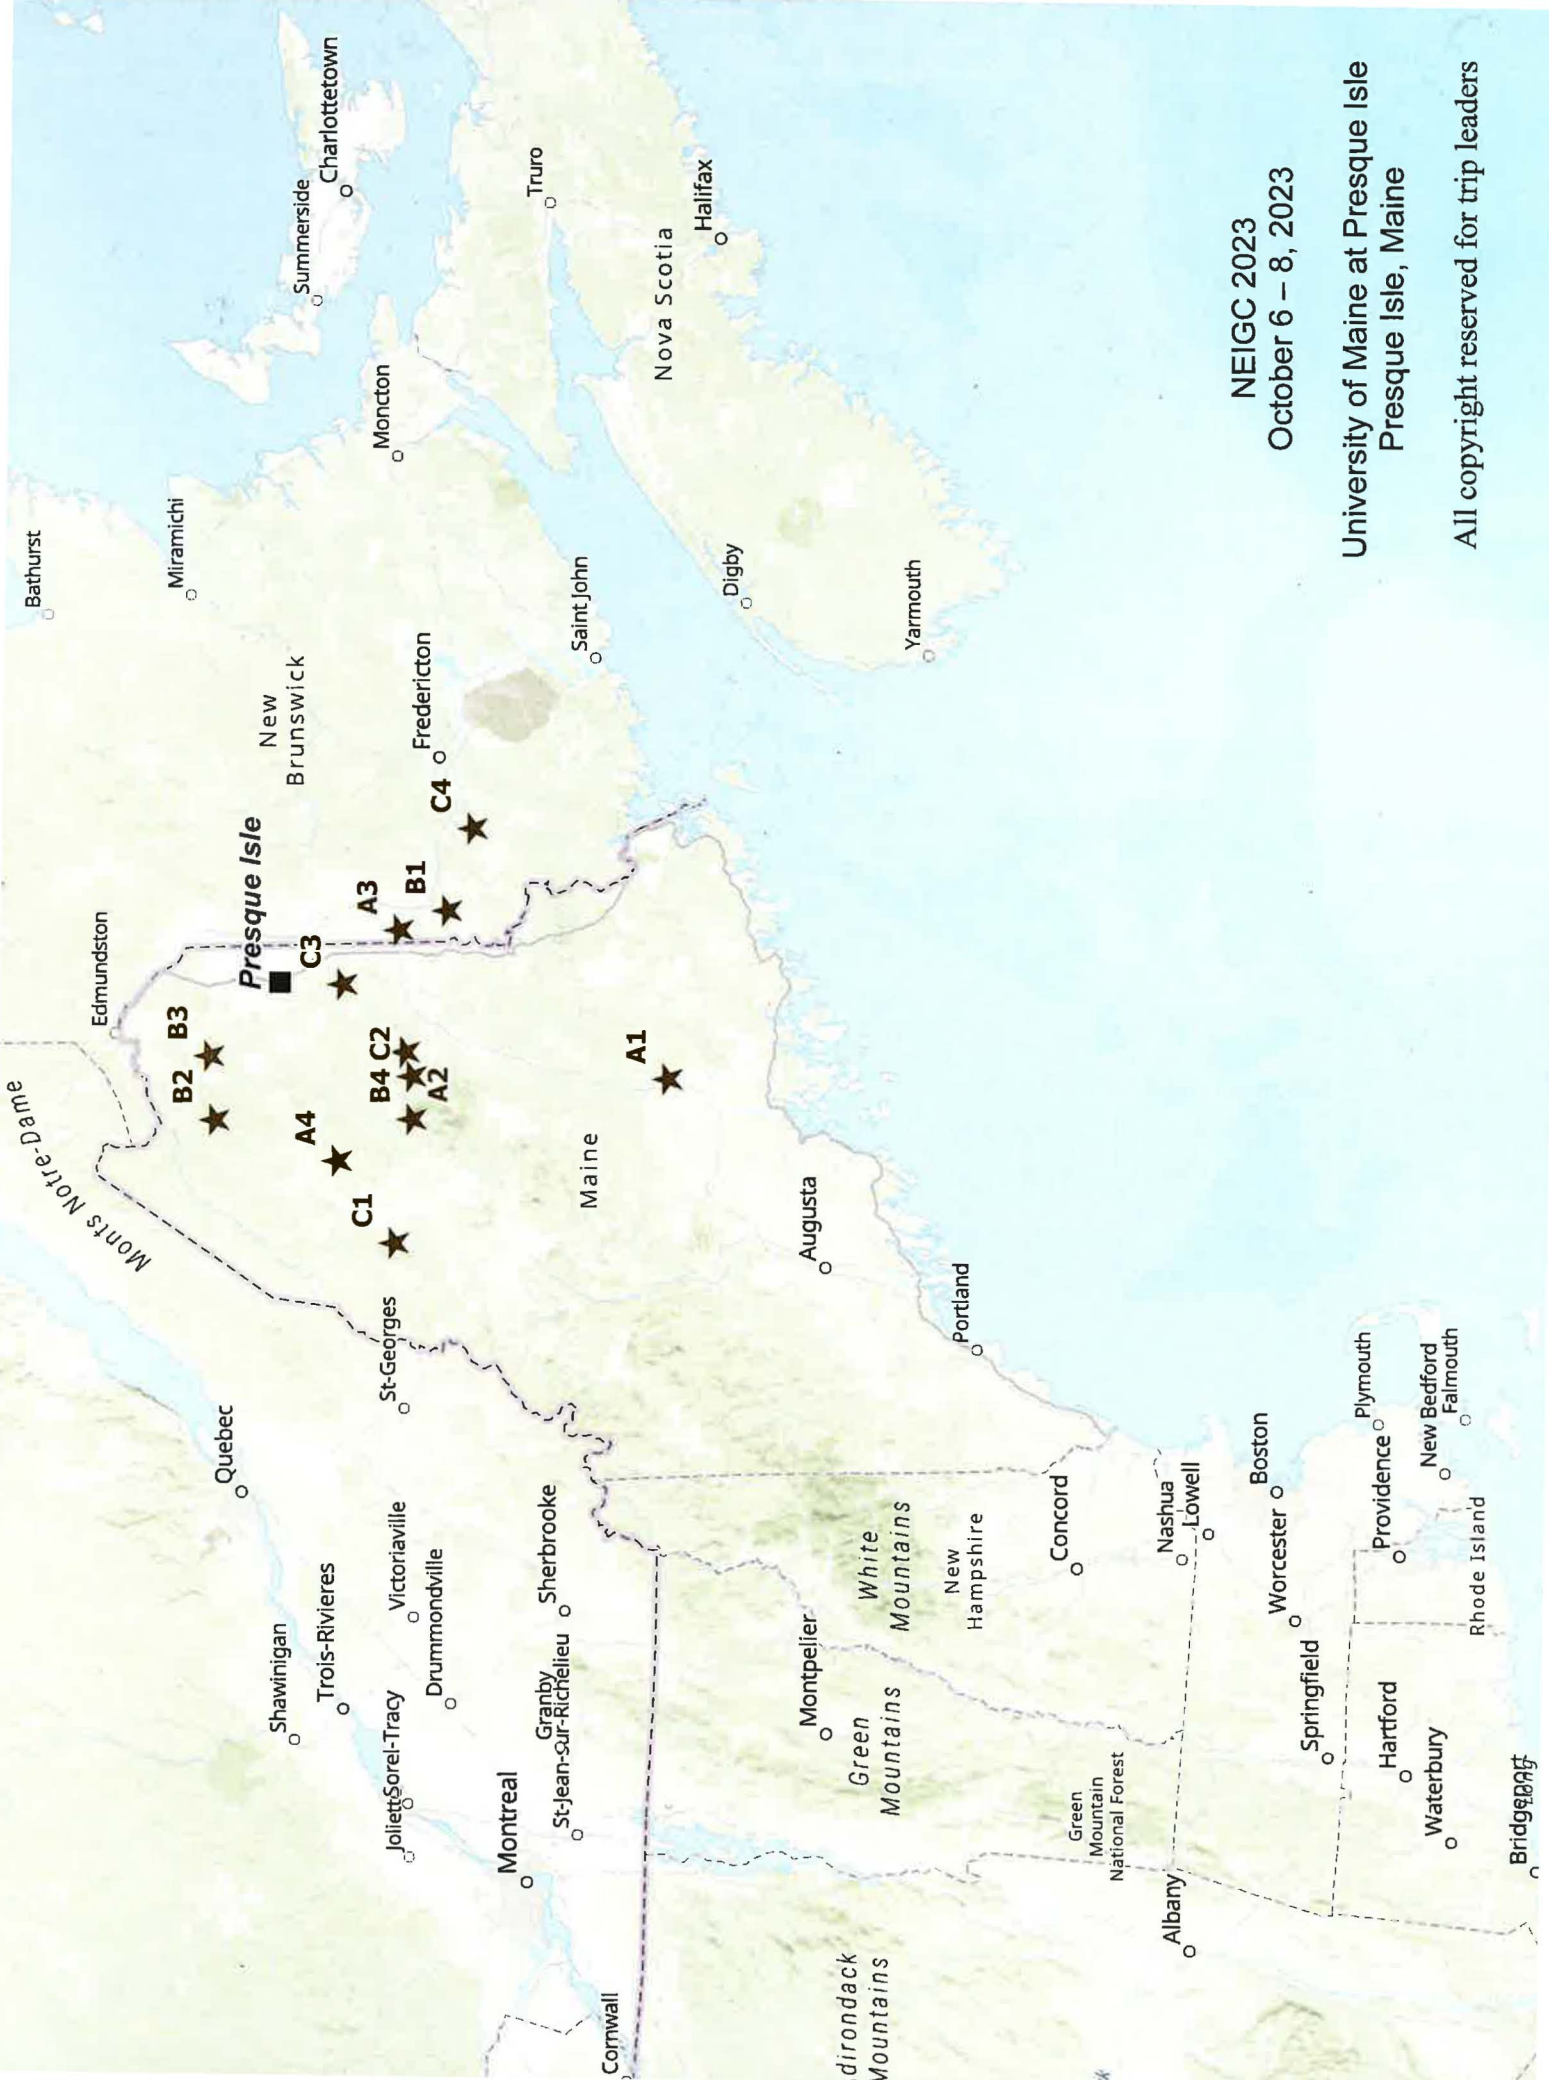 Monts Notre-Dame
Edmundston
Bathurst
Miramichi
Summerside
Charlottetown
Moncton
Truro
New
Brunswick
Presque Isle
B2
B3
A4
C3
A3
B1
C4
Fredericton
Saint John
Nova Scotia
Halifax
Digby
Yarmouth
C1
B4 C2
A2
A1
Maine
Quebec
St-Georges
Shawinigan
Trois-Rivieres
Victoriaville
Drummondville
Sorel-Tracy
Joliett
Sherbrooke
Granby
St-Jean-sur-Richelieu
Montreal
Cornwall
Augusta
Portland
Montpelier
White
Mountains
Green
Mountains
New
Hampshire
Concord
dirondack
Mountains
Green
Mountain
National Forest
Albany
Nashua
Lowell
Boston
Worcester
Springfield
Plymouth
Providence
New Bedford
Falmouth
Hartford
Waterbury
Rhode Island
Bridgeport
Long
NEIGC 2023
October 6 – 8, 2023
University of Maine at Presque Isle
Presque Isle, Maine
All copyright reserved for trip leaders